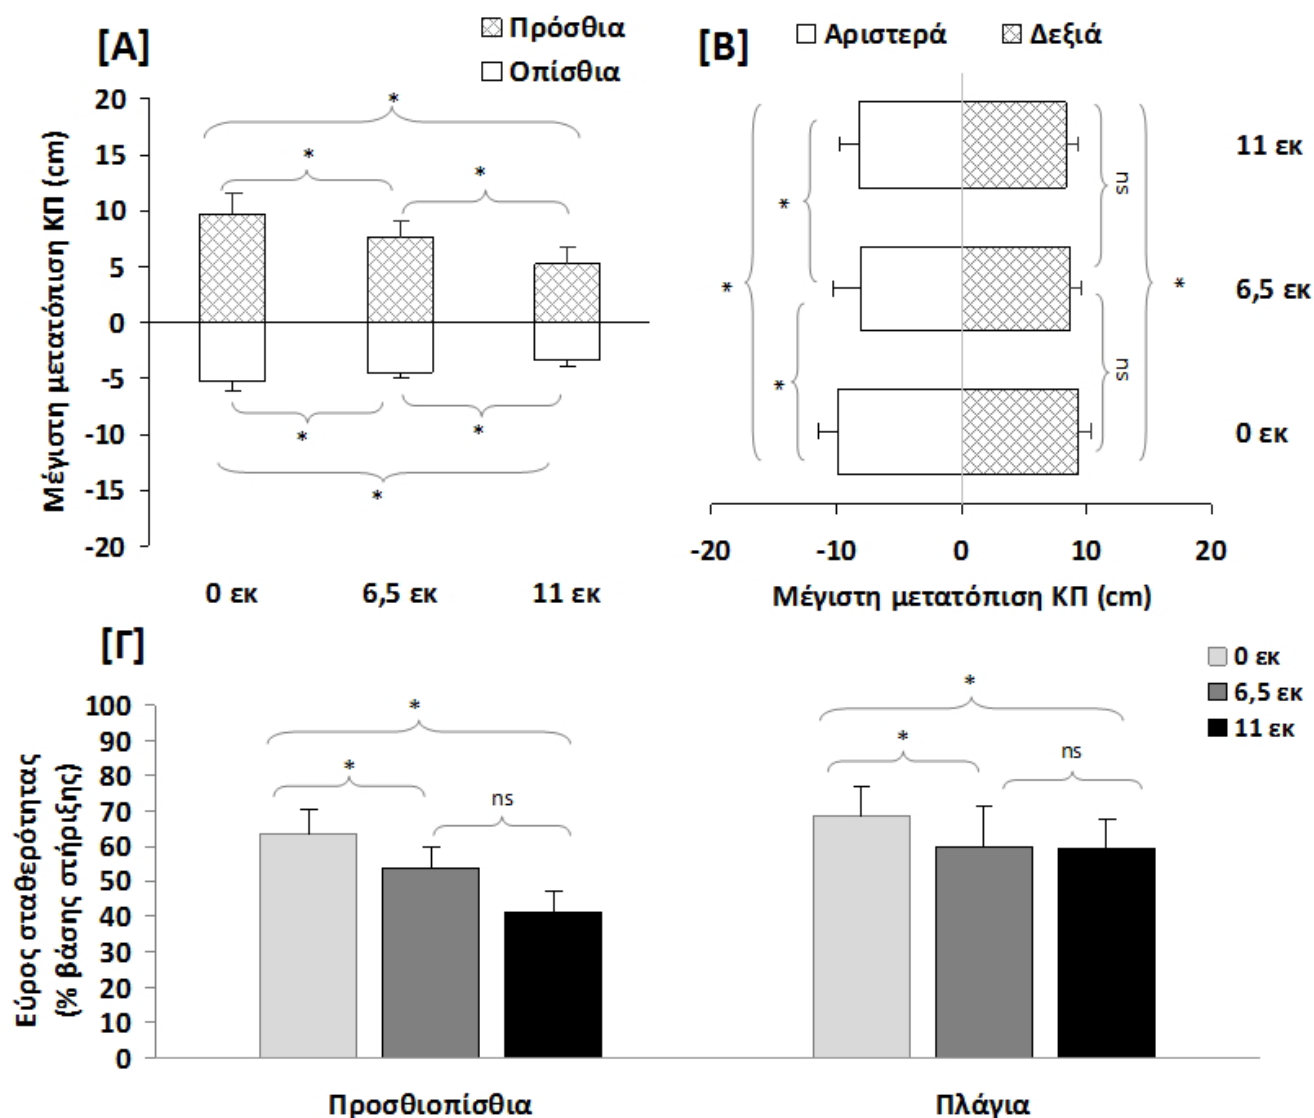 [Α]
Πρόσθια
Οπίσθια
Μέγιστη μετατόπιση ΚΠ (cm)
20
15
10
5
0
-5
-10
-15
-20
*
*
*
*
*
*
0 εκ
6,5 εκ
11 εκ
[Β]
Αριστερά
Δεξιά
11 εκ
6,5 εκ
0 εκ
*
*
*
ns
ns
*
-20
-10
0
10
20
Μέγιστη μετατόπιση ΚΠ (cm)
[Γ]
0 εκ
6,5 εκ
11 εκ
Εύρος σταθερότητας
(% βάσης στήριξης)
100
90
80
70
60
50
40
30
20
10
0
*
*
ns
*
*
ns
Προσθιοπίσθια
Πλάγια